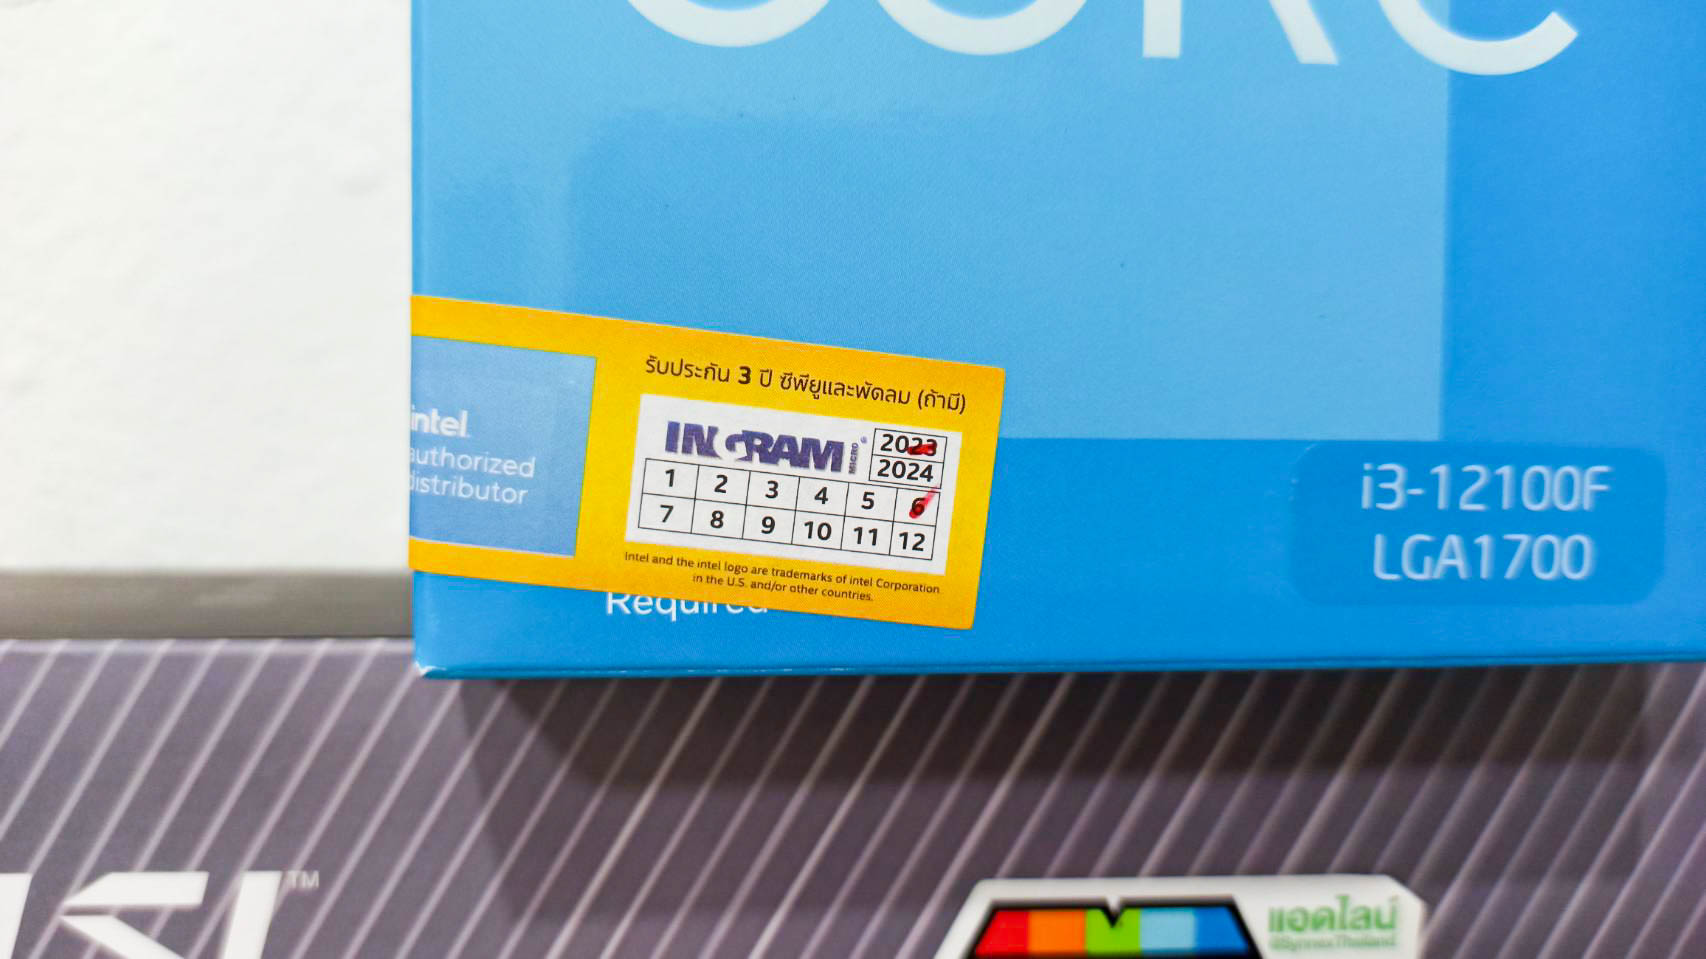 CORE
รับประกัน 3 ปี ซีพียูและพัดลม (ถ้ามี)
intel
authorized
distributor
INGRAM MICRO®
2023
2024
1 2 3 4 5 6
7 8 9 10 11 12
Intel and the intel logo are trademarks of intel Corporation
in the U.S. and/or other countries.
Required
i3-12100F
LGA1700
TM
แอดไลน์